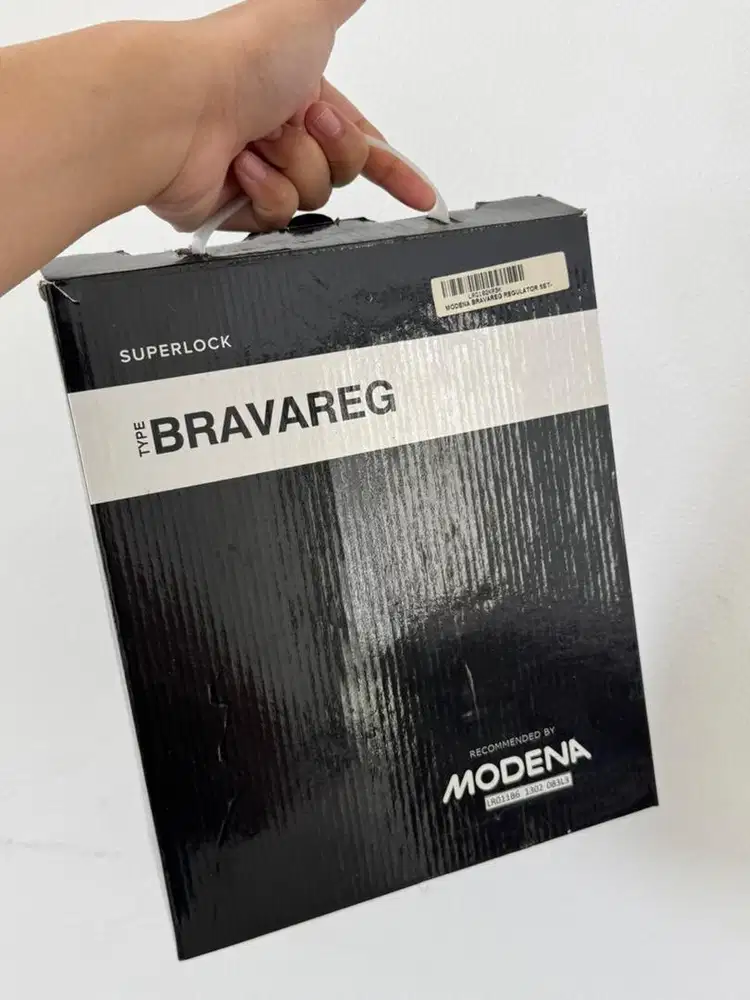 MODENA BRAVAREG REGULATOR SET-
SUPERLOCK
TYPE BRAVAREG
RECOMMENDED BY
MODENA